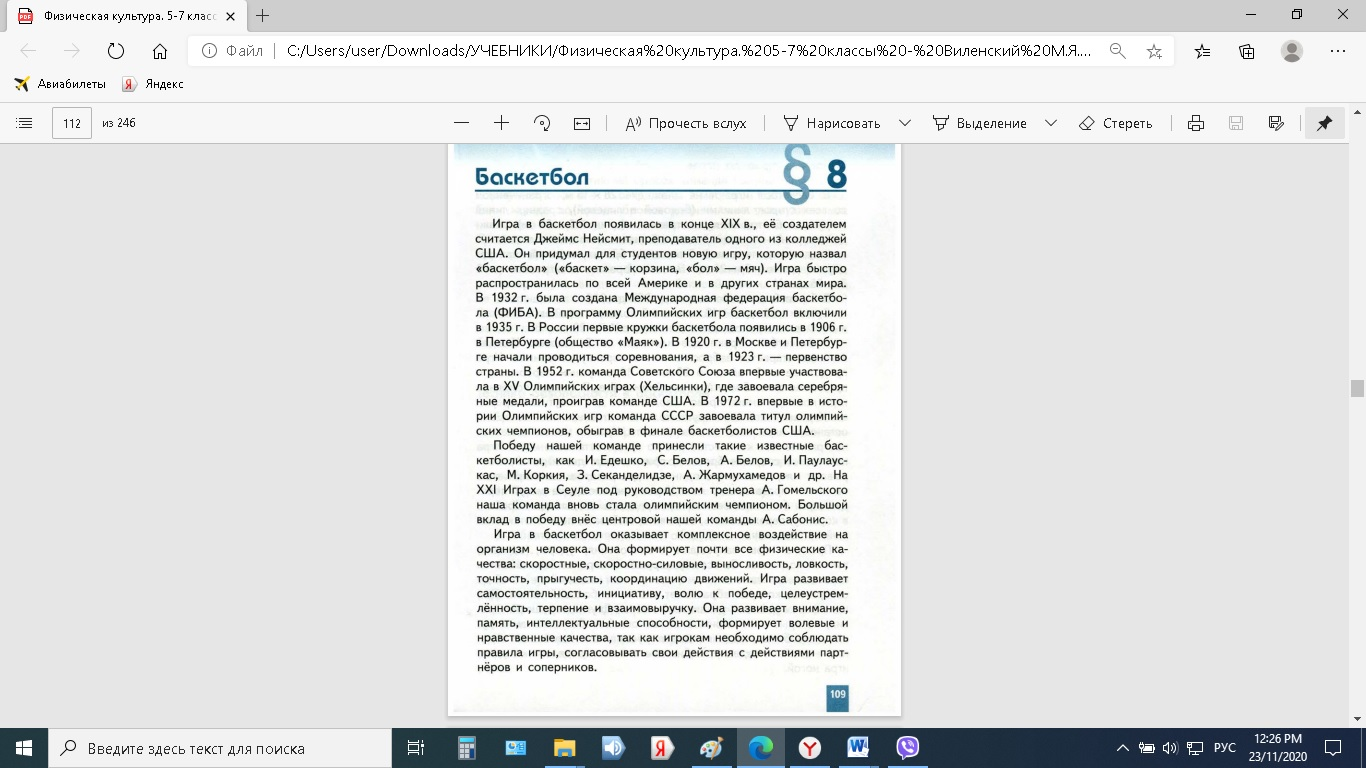 Физическая культура. 5-7 класс
Файл
C:/Users/user/Downloads/УЧЕБНИКИ/Физическая%20культура.%205-7%20классы%20-%20Виленский%20М.Я....
Авиабилеты
Яндекс
112 из 246
Прочесть вслух
Нарисовать
Выделение
Стереть
Баскетбол § 8
Игра в баскетбол появилась в конце XIX в., её создателем
считается Джеймс Нейсмит, преподаватель одного из колледжей
США. Он придумал для студентов новую игру, которую назвал
«баскетбол» («баскет» — корзина, «бол» — мяч). Игра быстро
распространилась по всей Америке и в других странах мира.
В 1932 г. была создана Международная федерация баскетбо-
ла (ФИБА). В программу Олимпийских игр баскетбол включили
в 1935 г. В России первые кружки баскетбола появились в 1906 г.
в Петербурге (общество «Маяк»). В 1920 г. в Москве и Петербур-
ге начали проводиться соревнования, а в 1923 г. — первенство
страны. В 1952 г. команда Советского Союза впервые участвова-
ла в XV Олимпийских играх (Хельсинки), где завоевала серебря-
ные медали, проиграв команде США. В 1972 г. впервые в исто-
рии Олимпийских игр команда СССР завоевала титул олимпий-
ских чемпионов, обыграв в финале баскетболистов США.
Победу нашей команде принесли такие известные бас-
кетболисты, как И. Едешко, С. Белов, А. Белов, И. Паулаус-
кас, М. Коркия, З. Секанделидзе, А. Жармухамедов и др. На
XXI Играх в Сеуле под руководством тренера А. Гомельского
наша команда вновь стала олимпийским чемпионом. Большой
вклад в победу внёс центровой нашей команды А. Сабонис.
Игра в баскетбол оказывает комплексное воздействие на
организм человека. Она формирует почти все физические ка-
чества: скоростные, скоростно-силовые, выносливость, ловкость,
точность, прыгучесть, координацию движений. Игра развивает
самостоятельность, инициативу, волю к победе, целеустрем-
лённость, терпение и взаимовыручку. Она развивает внимание,
память, интеллектуальные способности, формирует волевые и
нравственные качества, так как игрокам необходимо соблюдать
правила игры, согласовывать свои действия с действиями парт-
нёров и соперников.
109
Введите здесь текст для поиска
РУС
12:26 PM
23/11/2020